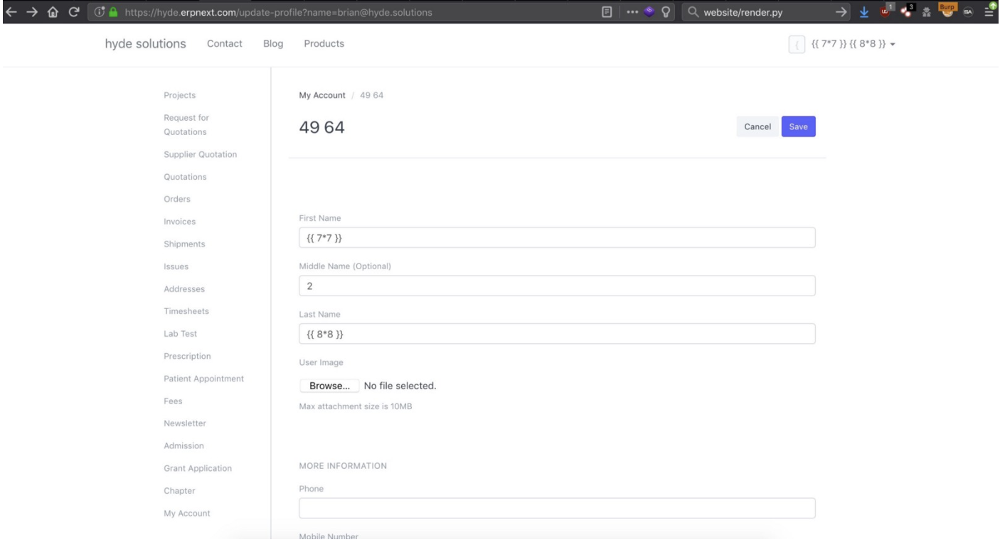 https://hyde.erpnext.com/update-profile?name=brian@hyde.solutions
website/render.py
1
3
Burp
SA
hyde solutions Contact Blog Products
{ {{ 7*7 }} {{ 8*8 }}
Projects
Request for
Quotations
Supplier Quotation
Quotations
Orders
Invoices
Shipments
Issues
Addresses
Timesheets
Lab Test
Prescription
Patient Appointment
Fees
Newsletter
Admission
Grant Application
Chapter
My Account
My Account / 49 64
49 64
Cancel Save
First Name
{{ 7*7 }}
Middle Name (Optional)
2
Last Name
{{ 8*8 }}
User Image
Browse... No file selected.
Max attachment size is 10MB
MORE INFORMATION
Phone
Mobile Number